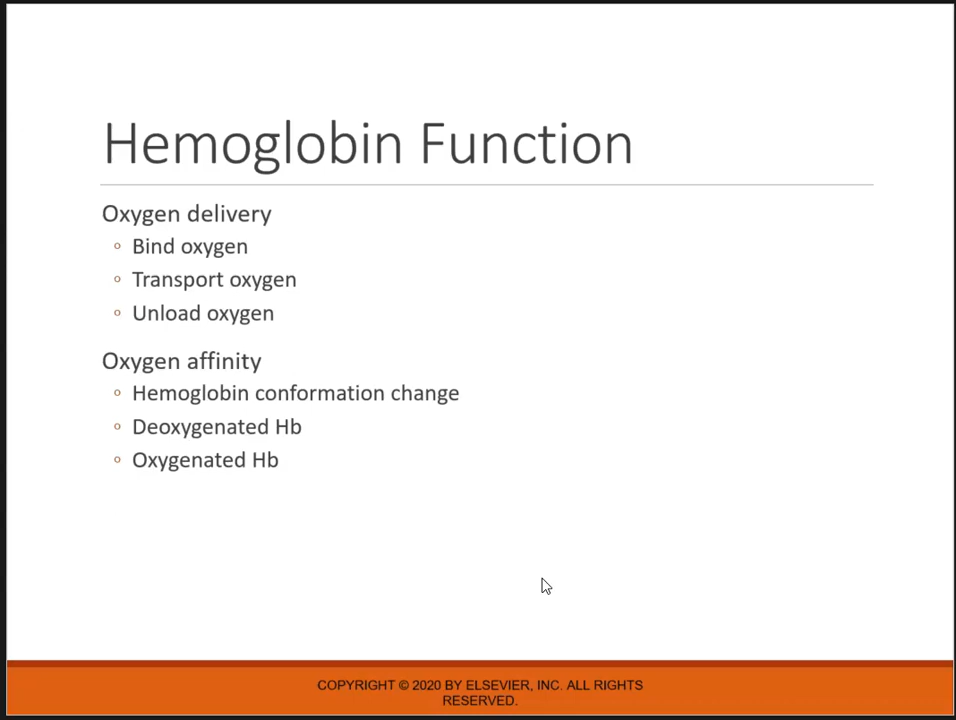 Hemoglobin Function
Oxygen delivery
◦ Bind oxygen
◦ Transport oxygen
◦ Unload oxygen
Oxygen affinity
◦ Hemoglobin conformation change
◦ Deoxygenated Hb
◦ Oxygenated Hb
COPYRIGHT © 2020 BY ELSEVIER, INC. ALL RIGHTS
RESERVED.